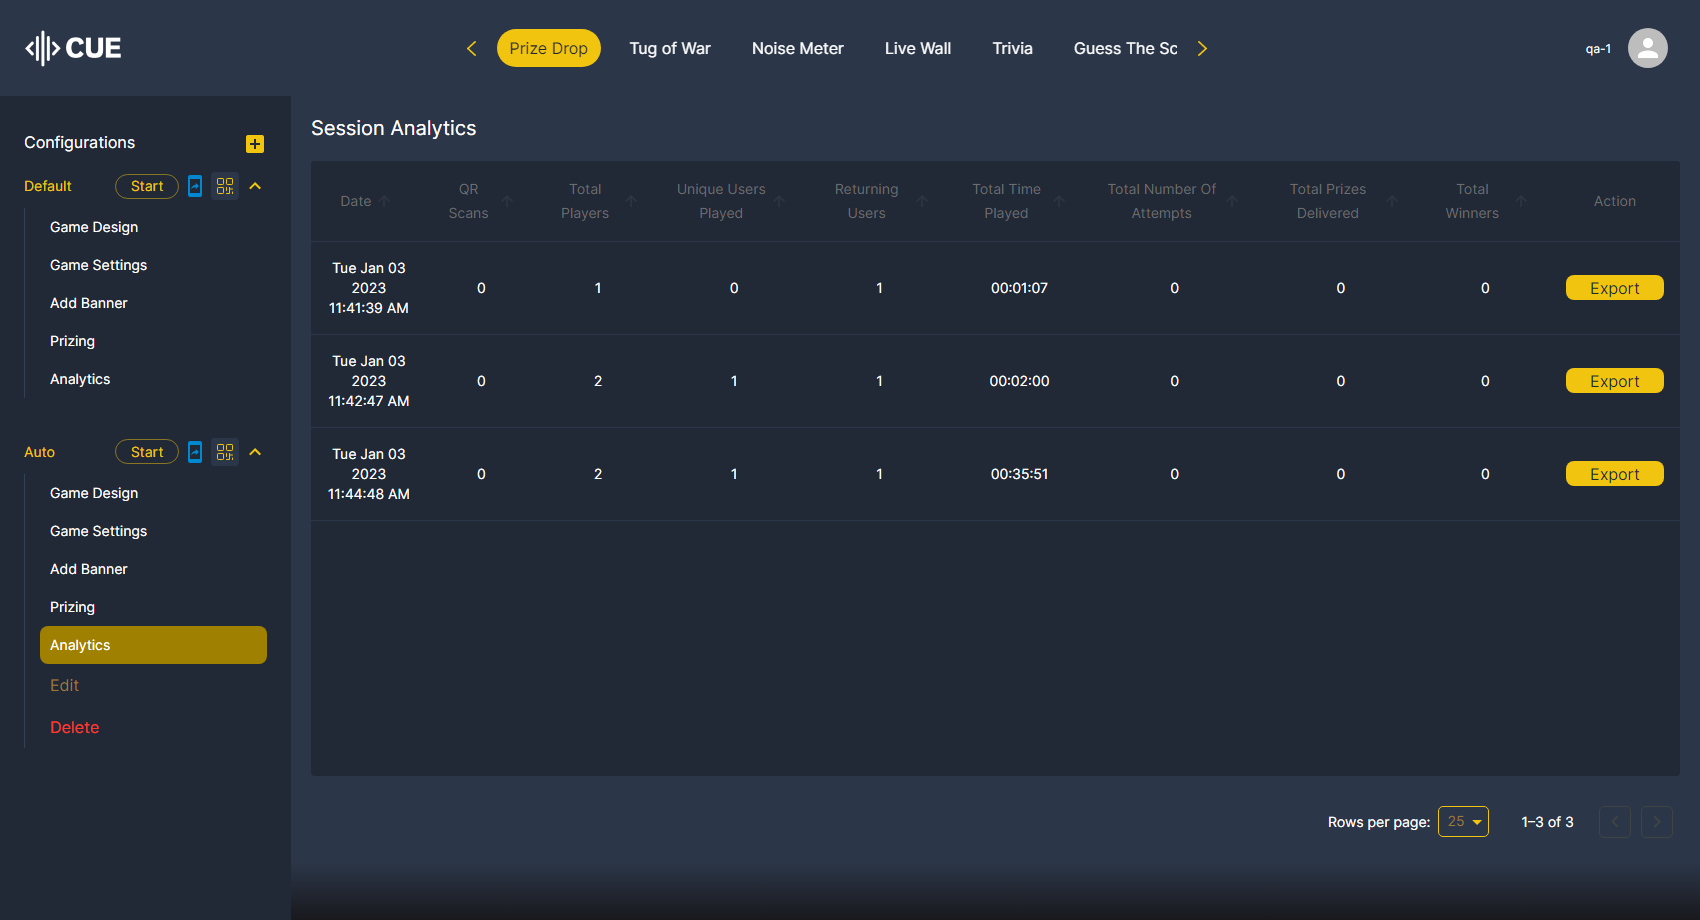 CUE
Prize Drop
Tug of War
Noise Meter
Live Wall
Trivia
Guess The Sc
qa-1
Configurations
Default
Start
Game Design
Game Settings
Add Banner
Prizing
Analytics
Auto
Start
Game Design
Game Settings
Add Banner
Prizing
Analytics
Edit
Delete
Session Analytics
Date
QR
Scans
Total
Players
Unique Users
Played
Returning
Users
Total Time
Played
Total Number Of
Attempts
Total Prizes
Delivered
Total
Winners
Action
Tue Jan 03
2023
11:41:39 AM
0
1
0
1
00:01:07
0
0
0
Export
Tue Jan 03
2023
11:42:47 AM
0
2
1
1
00:02:00
0
0
0
Export
Tue Jan 03
2023
11:44:48 AM
0
2
1
1
00:35:51
0
0
0
Export
Rows per page:
25
1–3 of 3